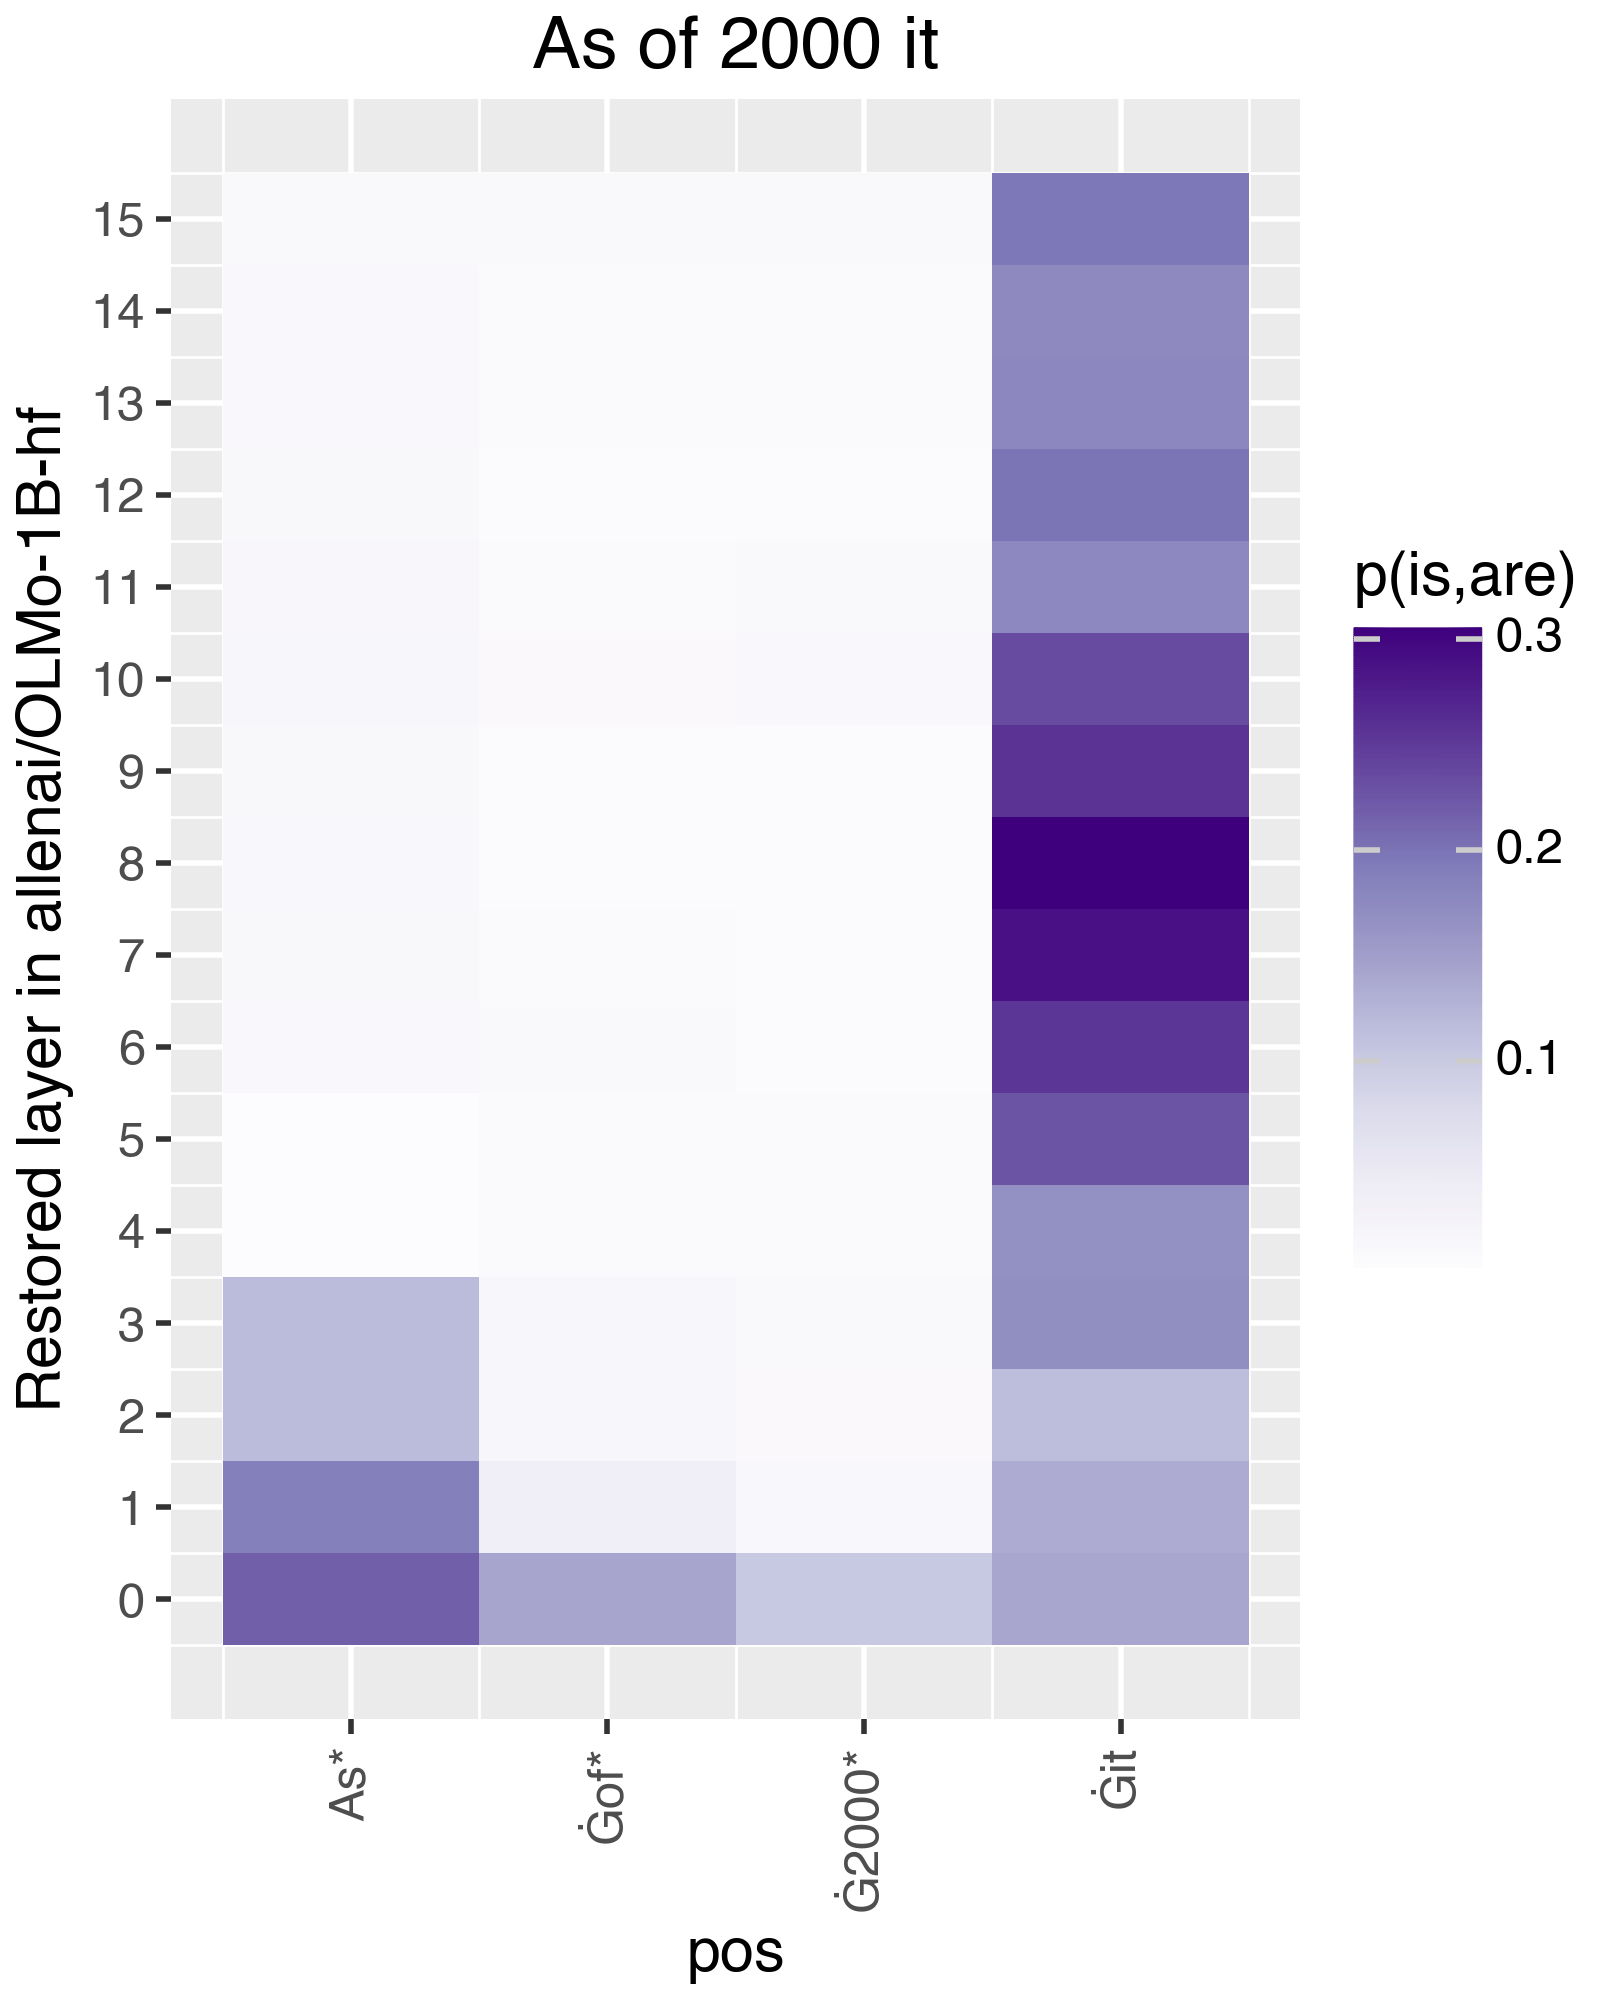 As of 2000 it
Restored layer in allenai/OLMo-1B-hf
15
14
13
12
11
10
9
8
7
6
5
4
3
2
1
0
p(is,are)
0.3
0.2
0.1
As*
Ġof*
Ġ2000*
Ġit
pos